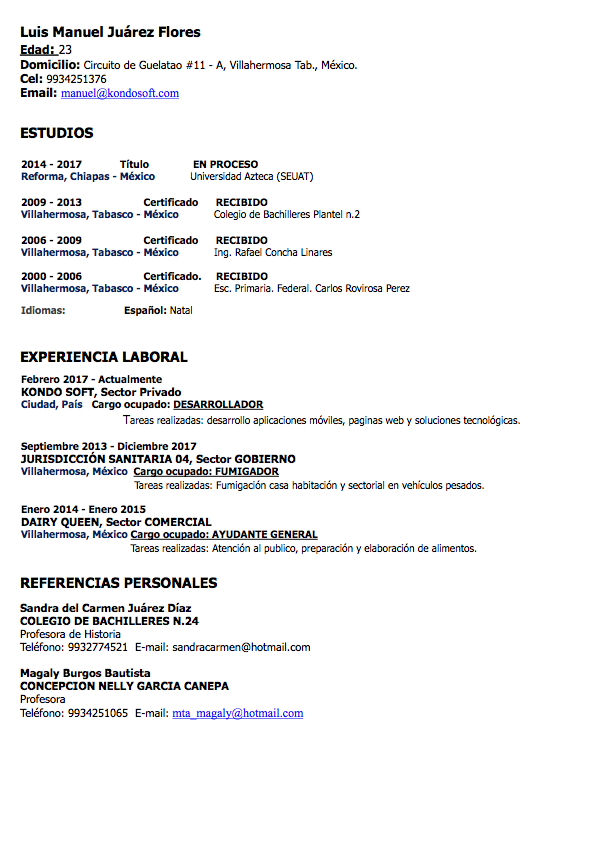 Luis Manuel Juárez Flores
Edad: 23
Domicilio: Circuito de Guelatao #11 - A, Villahermosa Tab., México.
Cel: 9934251376
Email: manuel@kondosoft.com
ESTUDIOS
2014 - 2017 Título EN PROCESO
Reforma, Chiapas - México Universidad Azteca (SEUAT)
2009 - 2013 Certificado RECIBIDO
Villahermosa, Tabasco - México Colegio de Bachilleres Plantel n.2
2006 - 2009 Certificado RECIBIDO
Villahermosa, Tabasco - México Ing. Rafael Concha Linares
2000 - 2006 Certificado. RECIBIDO
Villahermosa, Tabasco - México Esc. Primaria. Federal. Carlos Rovirosa Perez
Idiomas: Español: Natal
EXPERIENCIA LABORAL
Febrero 2017 - Actualmente
KONDO SOFT, Sector Privado
Ciudad, País Cargo ocupado: DESARROLLADOR
Tareas realizadas: desarrollo aplicaciones móviles, paginas web y soluciones tecnológicas.
Septiembre 2013 - Diciembre 2017
JURISDICCIÓN SANITARIA 04, Sector GOBIERNO
Villahermosa, México Cargo ocupado: FUMIGADOR
Tareas realizadas: Fumigación casa habitación y sectorial en vehículos pesados.
Enero 2014 - Enero 2015
DAIRY QUEEN, Sector COMERCIAL
Villahermosa, México Cargo ocupado: AYUDANTE GENERAL
Tareas realizadas: Atención al publico, preparación y elaboración de alimentos.
REFERENCIAS PERSONALES
Sandra del Carmen Juárez Díaz
COLEGIO DE BACHILLERES N.24
Profesora de Historia
Teléfono: 9932774521 E-mail: sandracarmen@hotmail.com
Magaly Burgos Bautista
CONCEPCION NELLY GARCIA CANEPA
Profesora
Teléfono: 9934251065 E-mail: mta_magaly@hotmail.com